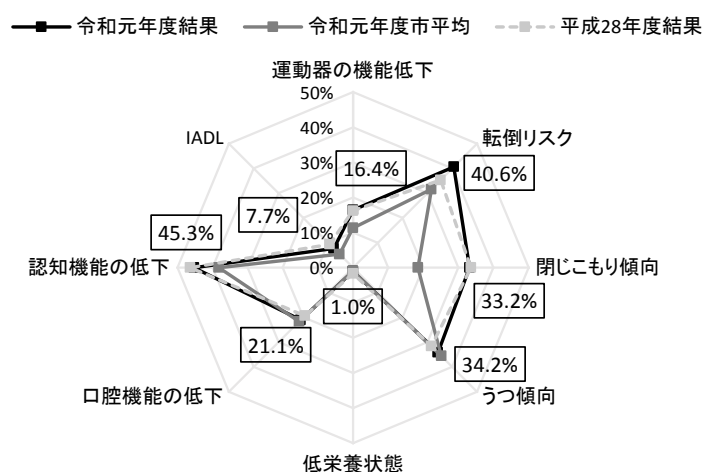 令和元年度結果 令和元年度市平均 平成28年度結果
運動器の機能低下
50%
40%
30%
20%
10%
0%
IADL
転倒リスク
16.4%
40.6%
7.7%
45.3%
認知機能の低下
閉じこもり傾向
33.2%
1.0%
21.1%
34.2%
口腔機能の低下
うつ傾向
低栄養状態